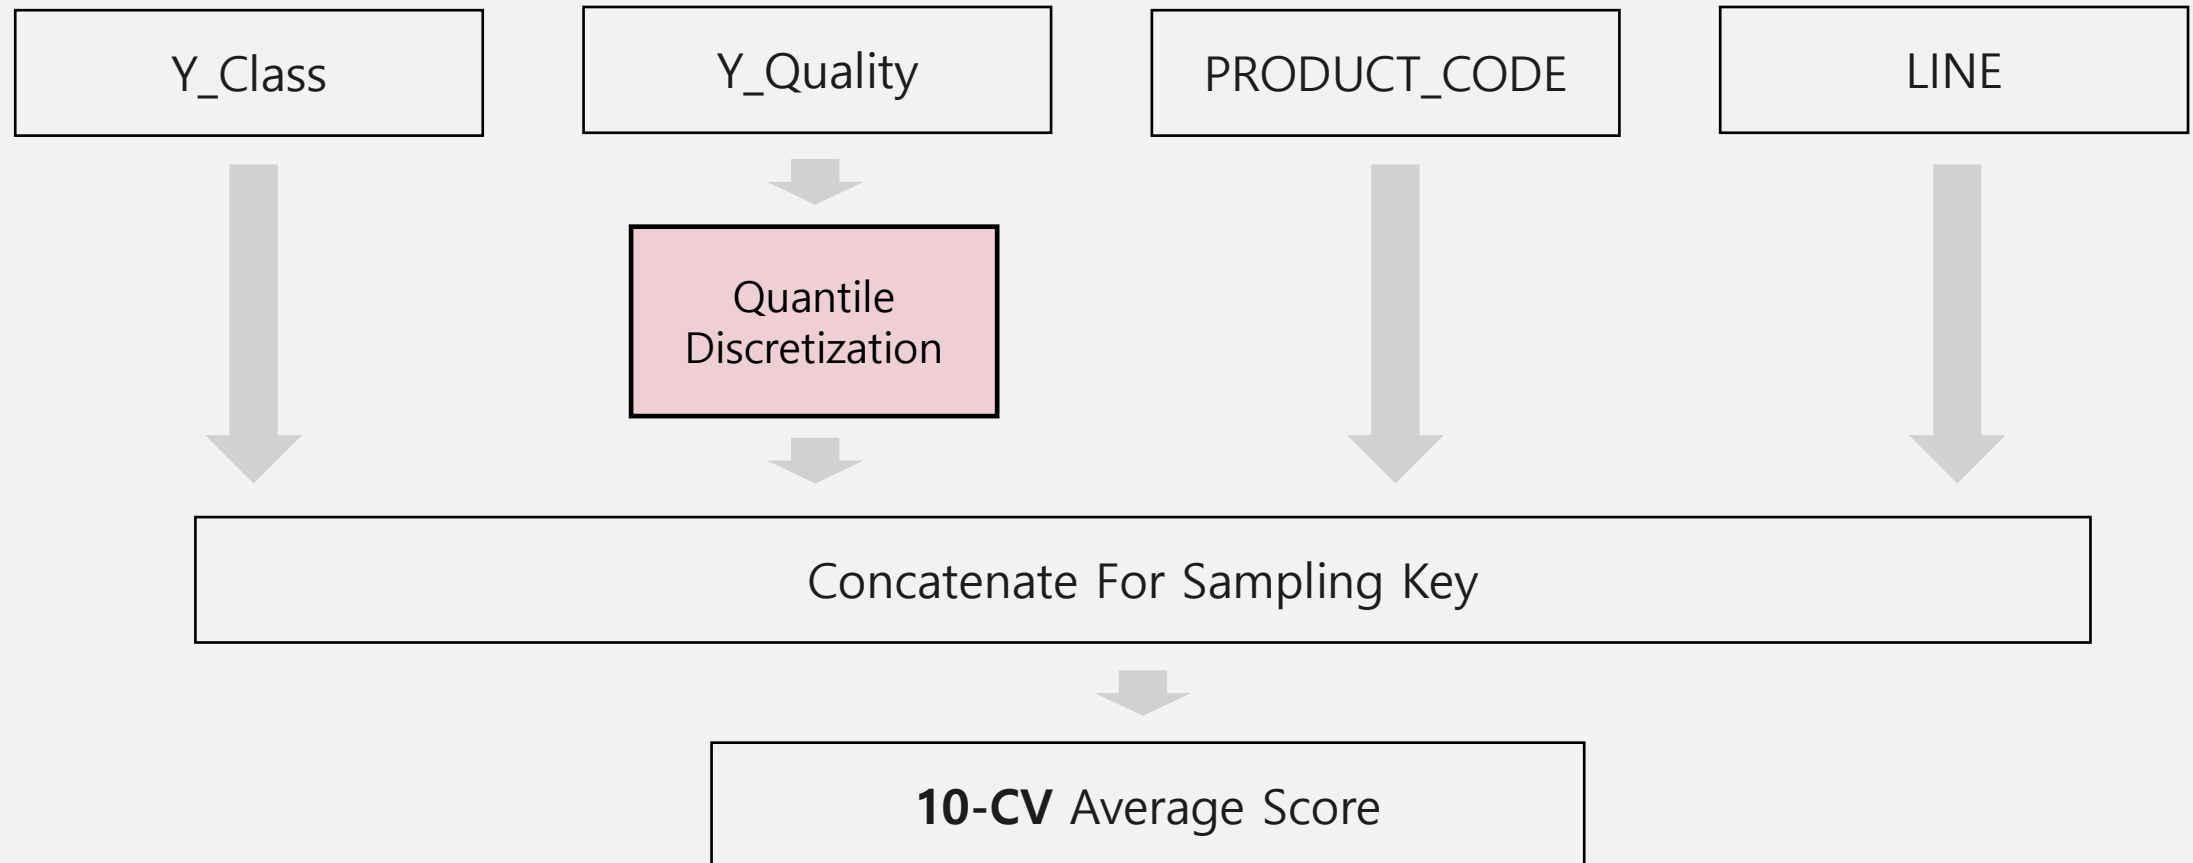 Y_Class
Y_Quality
PRODUCT_CODE
LINE
Quantile
Discretization
Concatenate For Sampling Key
10-CV Average Score